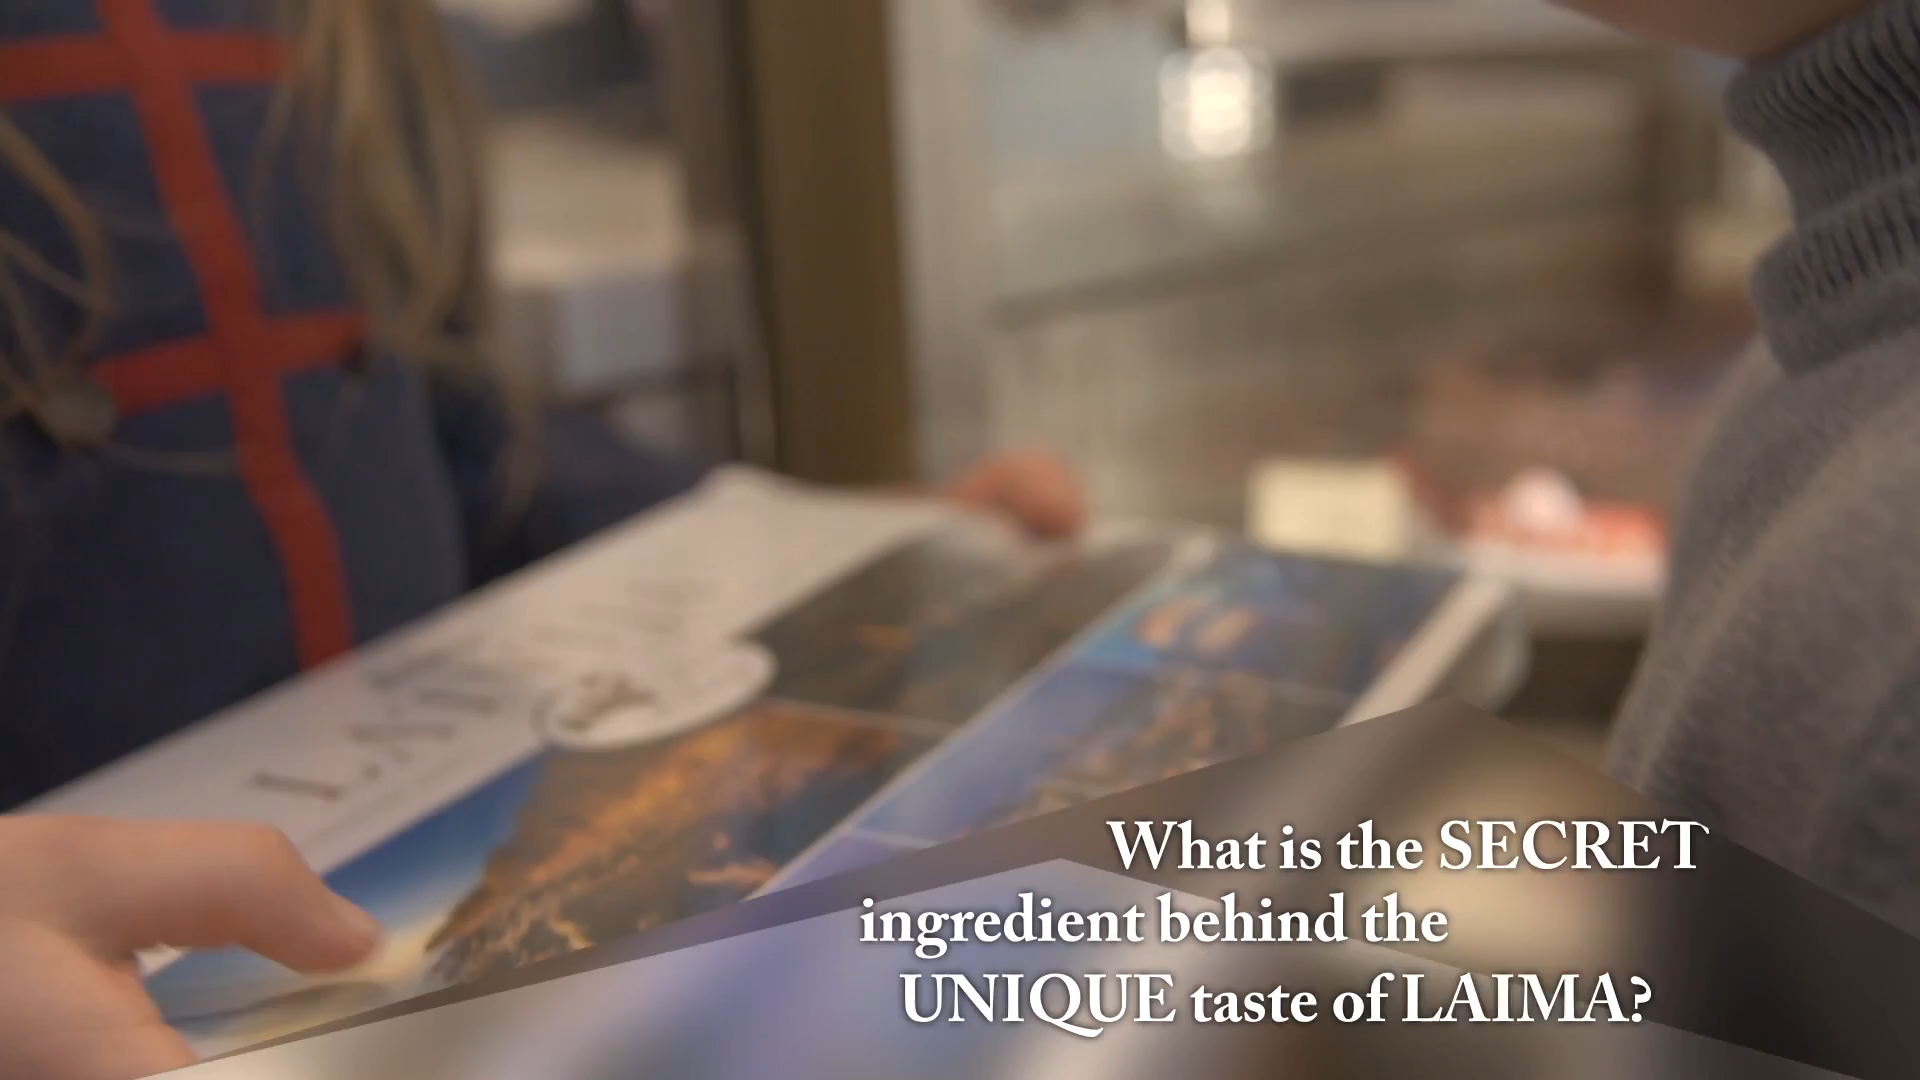 What is the SECRET
ingredient behind the
UNIQUE taste of LAIMA?